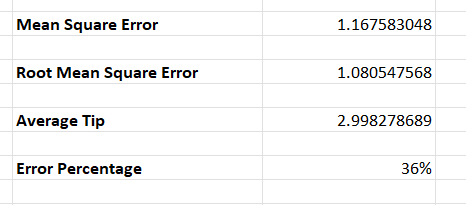 Mean Square Error 1.167583048
Root Mean Square Error 1.080547568
Average Tip 2.998278689
Error Percentage 36%